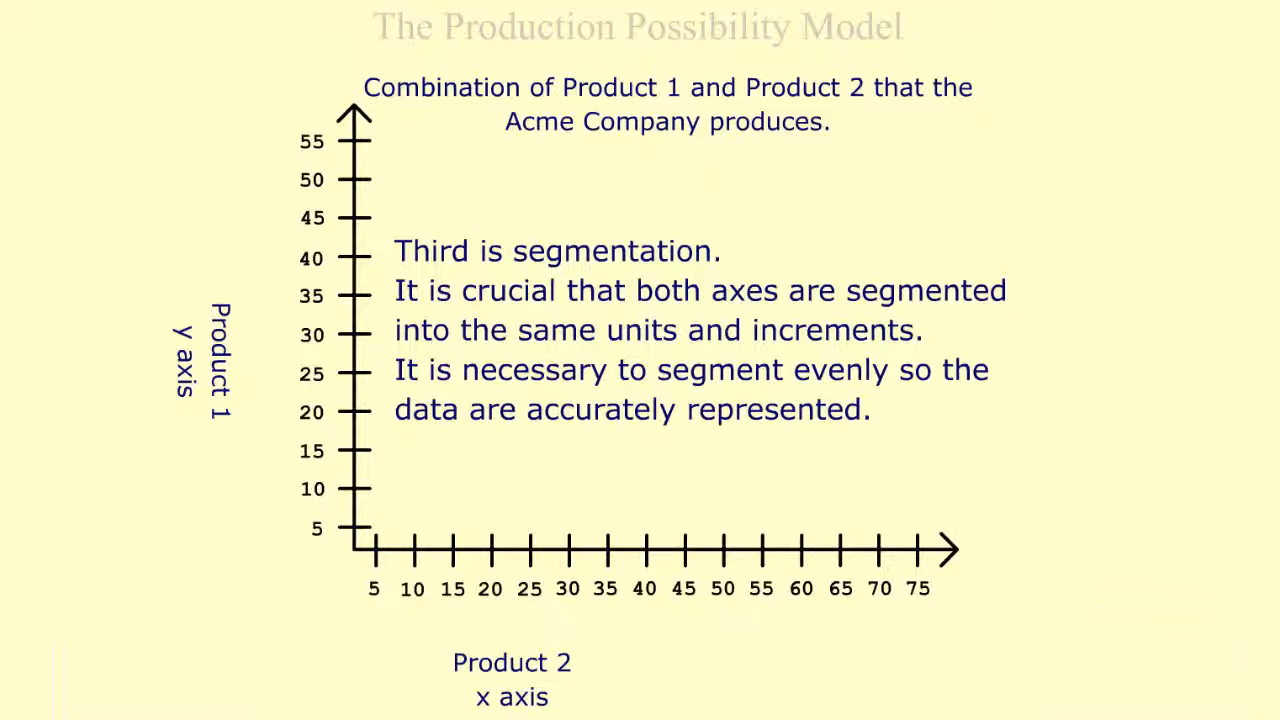 The Production Possibility Model
Combination of Product 1 and Product 2 that the
Acme Company produces.
55
50
45
40
35
30
25
20
15
10
5
Third is segmentation.
It is crucial that both axes are segmented
into the same units and increments.
It is necessary to segment evenly so the
data are accurately represented.
Product 1
y axis
5 10 15 20 25 30 35 40 45 50 55 60 65 70 75
Product 2
x axis